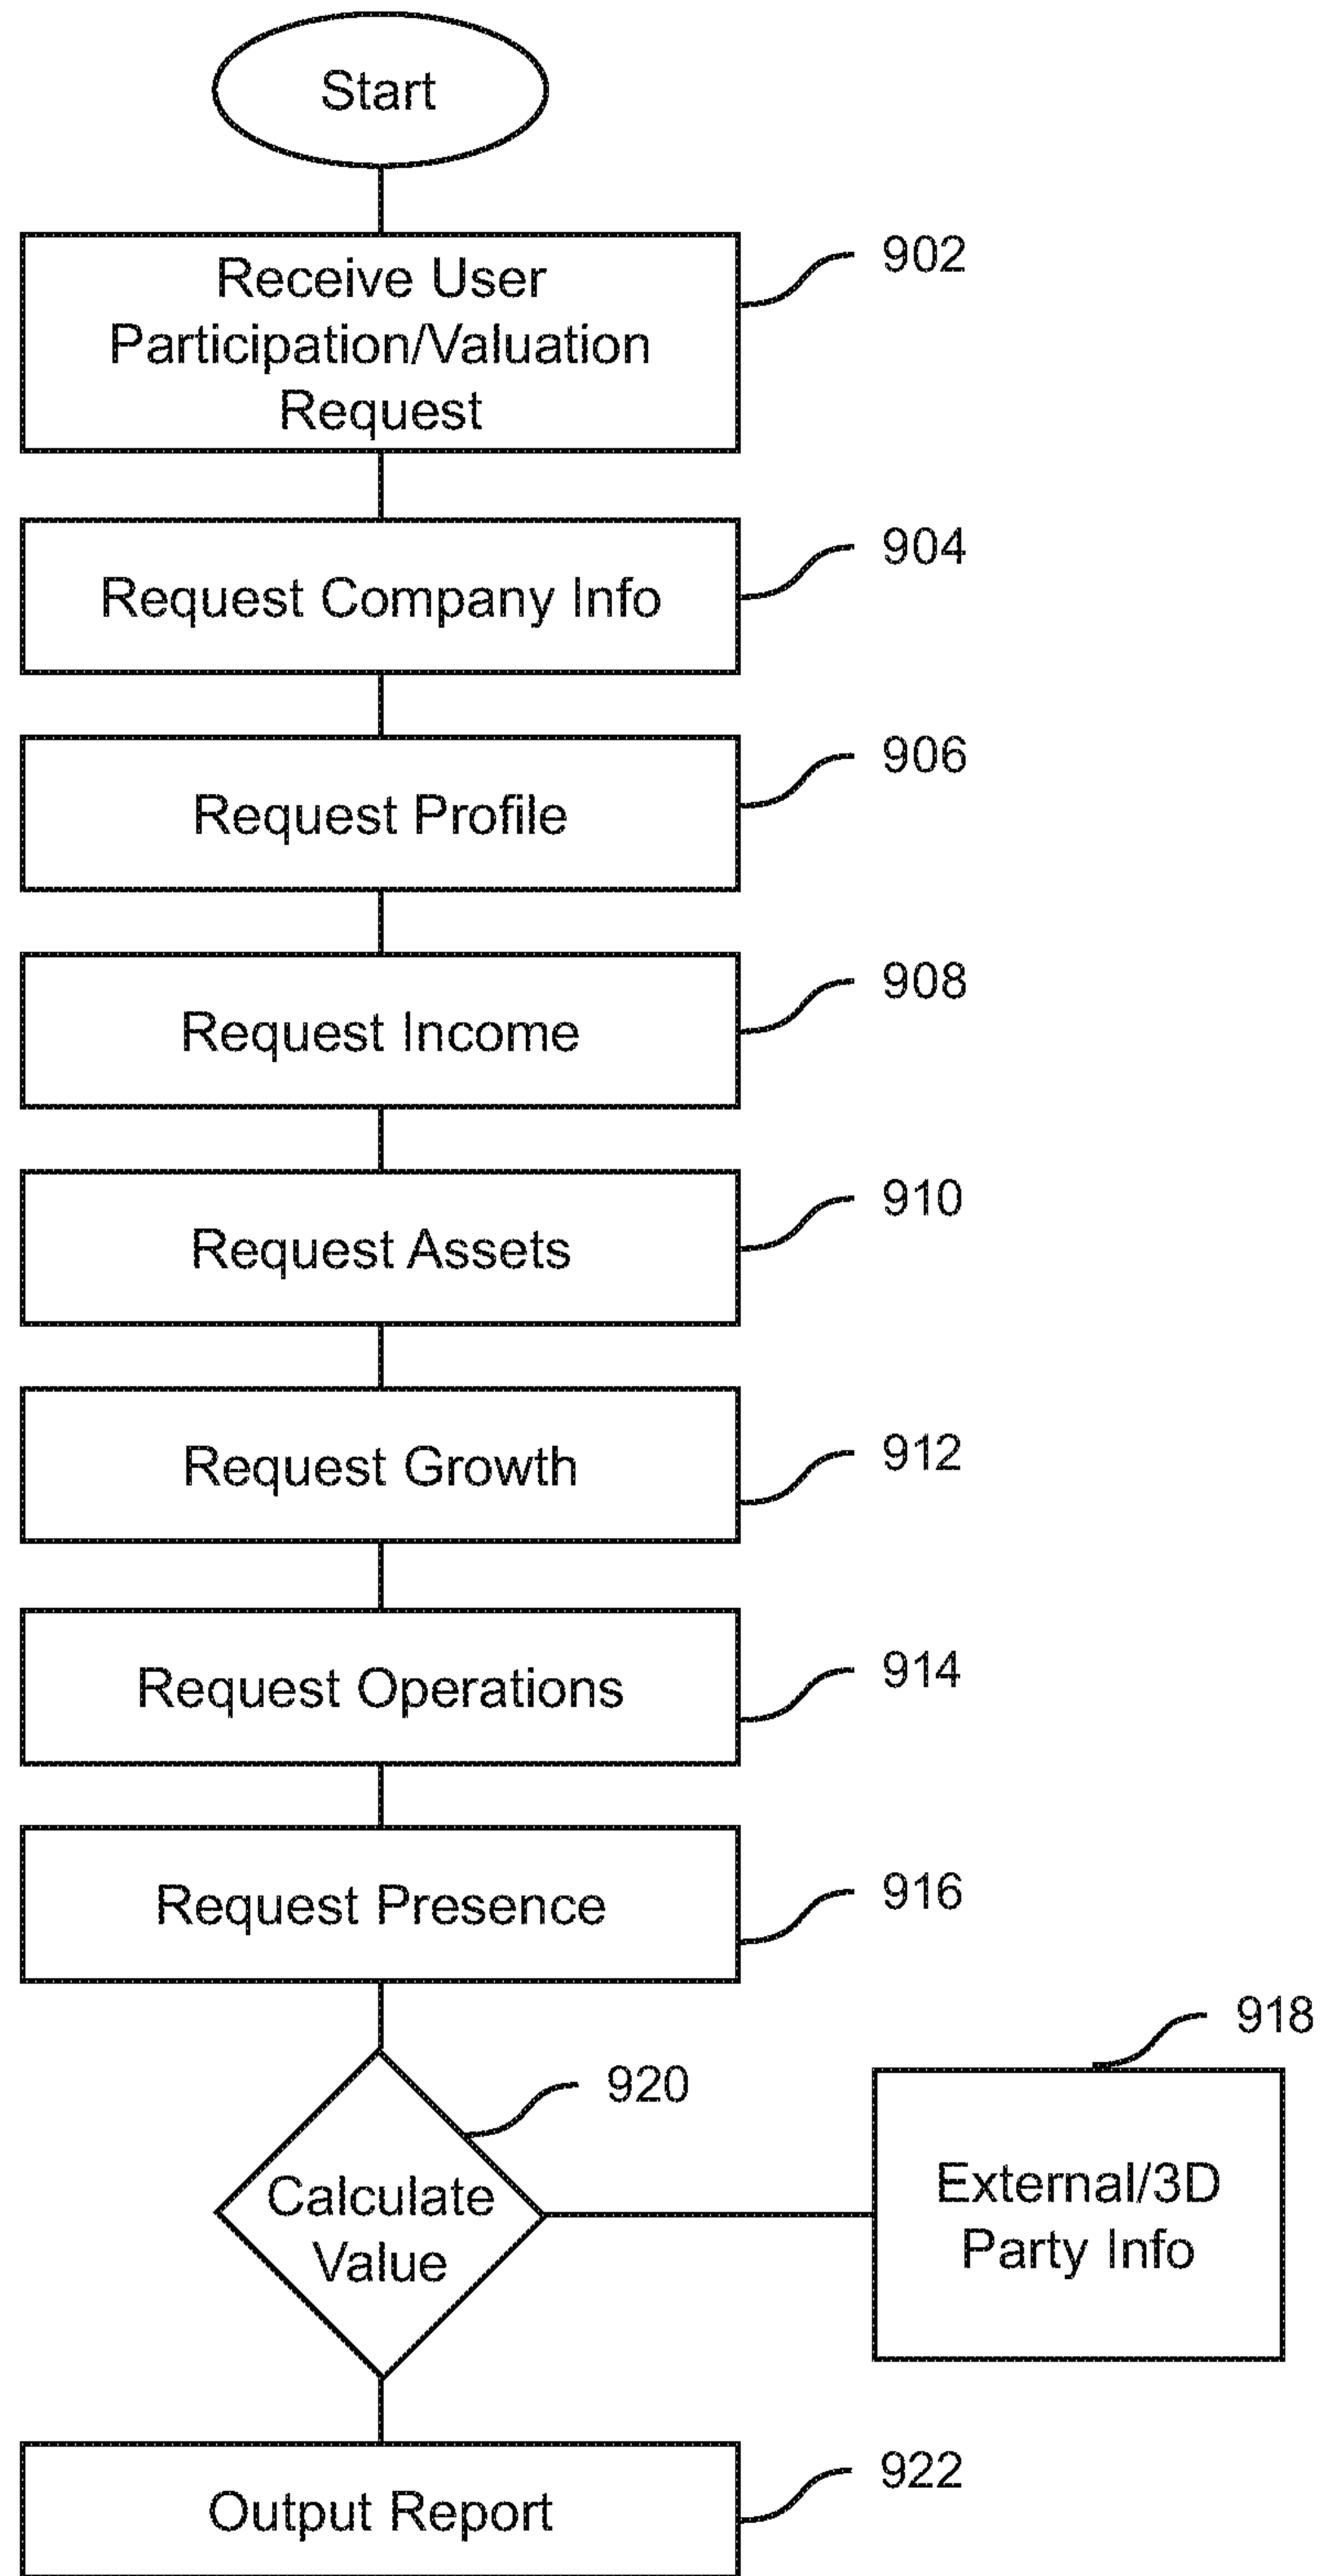 Start
Receive User
Participation/Valuation
Request
902
Request Company Info
904
Request Profile
906
Request Income
908
Request Assets
910
Request Growth
912
Request Operations
914
Request Presence
916
918
920
Calculate
Value
External/3D
Party Info
922
Output Report